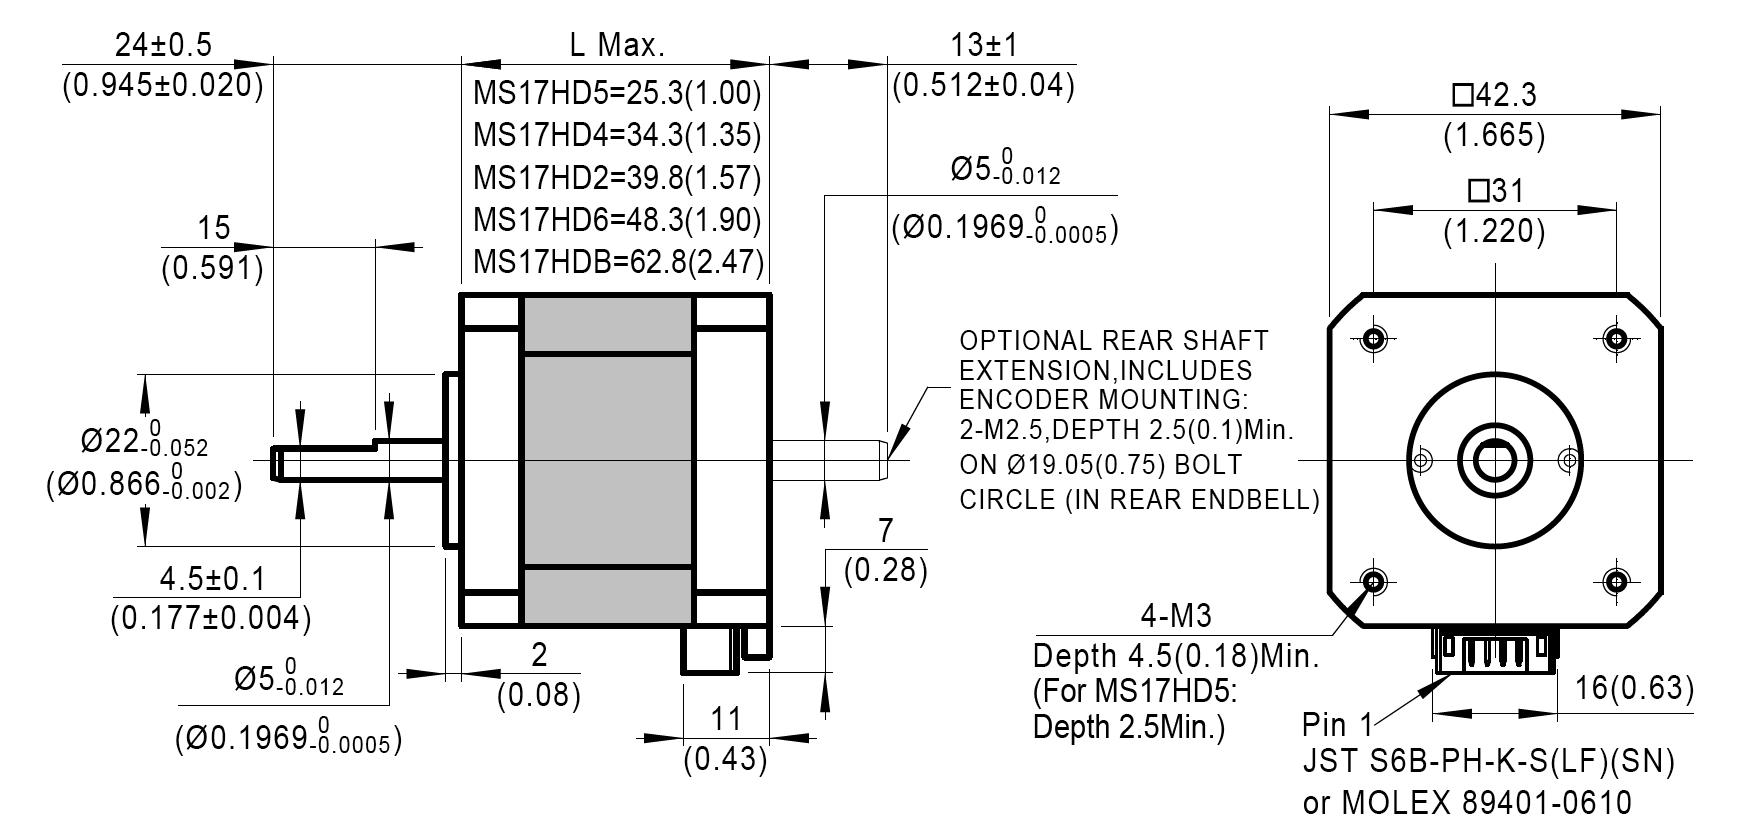 24±0.5
(0.945±0.020)
L Max.
MS17HD5=25.3(1.00)
MS17HD4=34.3(1.35)
MS17HD2=39.8(1.57)
MS17HD6=48.3(1.90)
MS17HDB=62.8(2.47)
13±1
(0.512±0.04)
Ø5 0 -0.012
(Ø0.1969 0 -0.0005)
15
(0.591)
Ø22 0 -0.052
(Ø0.866 0 -0.002)
4.5±0.1
(0.177±0.004)
Ø5 0 -0.012
(Ø0.1969 0 -0.0005)
2
(0.08)
11
(0.43)
7
(0.28)
OPTIONAL REAR SHAFT
EXTENSION,INCLUDES
ENCODER MOUNTING:
2-M2.5,DEPTH 2.5(0.1)Min.
ON Ø19.05(0.75) BOLT
CIRCLE (IN REAR ENDBELL)
□42.3
(1.665)
□31
(1.220)
4-M3
Depth 4.5(0.18)Min.
(For MS17HD5:
Depth 2.5Min.)
16(0.63)
Pin 1
JST S6B-PH-K-S(LF)(SN)
or MOLEX 89401-0610